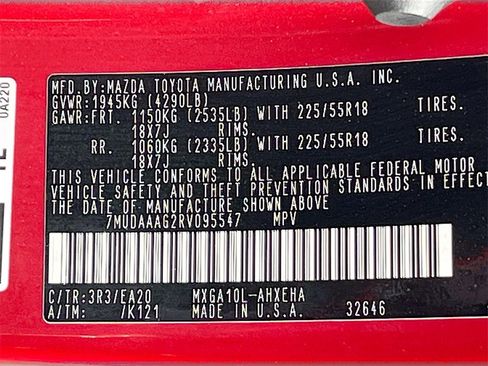 MFD.BY:MAZDA TOYOTA MANUFACTURING U.S.A. INC.
GVWR:1945KG (4290LB)
GAWR:FRT. 1150KG (2535LB) WITH 225/55R18 TIRES.
18X7J RIMS.
RR. 1060KG (2335LB) WITH 225/55R18 TIRES.
18X7J RIMS.
THIS VEHICLE CONFORMS TO ALL APPLICABLE FEDERAL MOTOR
VEHICLE SAFETY AND THEFT PREVENTION STANDARDS IN EFFECT
THE DATE OF MANUFACTURE SHOWN ABOVE.
7MUDAAAG2RV095547 MPV
C/TR:3R3/EA20 MXGA10L-AHXEHA
A/TM: /K121 MADE IN U.S.A. 32646
0A220